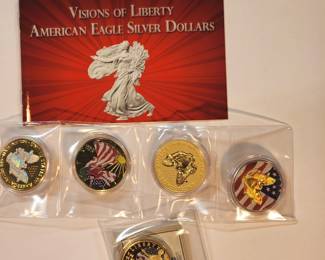 Visions of Liberty
American Eagle Silver Dollars